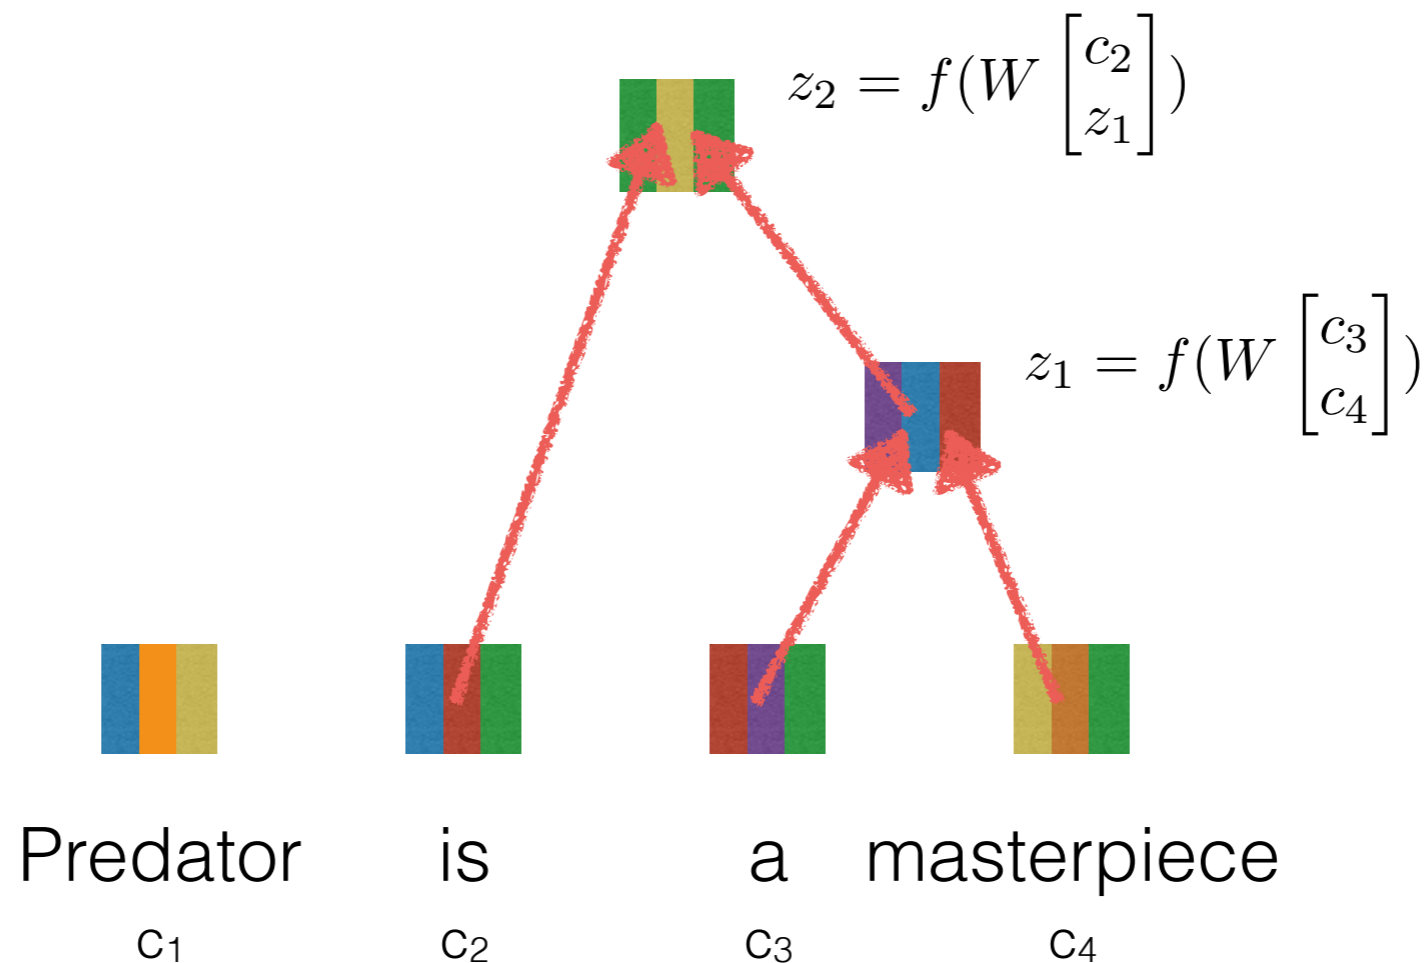 z₂ = f(W [c₂ z₁])
z₁ = f(W [c₃ c₄])
Predator is a masterpiece
c₁ c₂ c₃ c₄